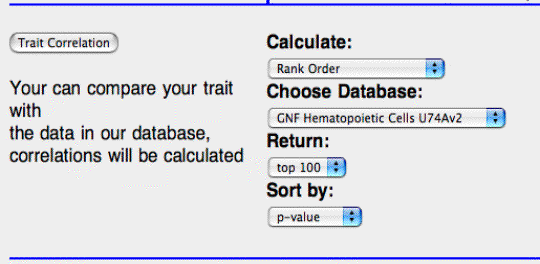 Trait Correlation
Your can compare your trait
with
the data in our database,
correlations will be calculated
Calculate:
Rank Order
Choose Database:
GNF Hematopoietic Cells U74Av2
Return:
top 100
Sort by:
p-value